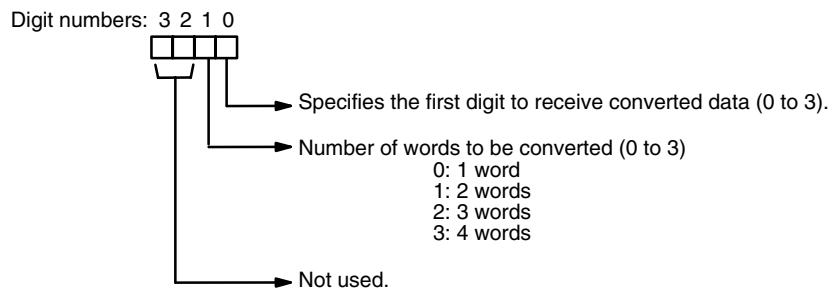 Digit numbers: 3 2 1 0
Specifies the first digit to receive converted data (0 to 3).
Number of words to be converted (0 to 3)
0: 1 word
1: 2 words
2: 3 words
3: 4 words
Not used.